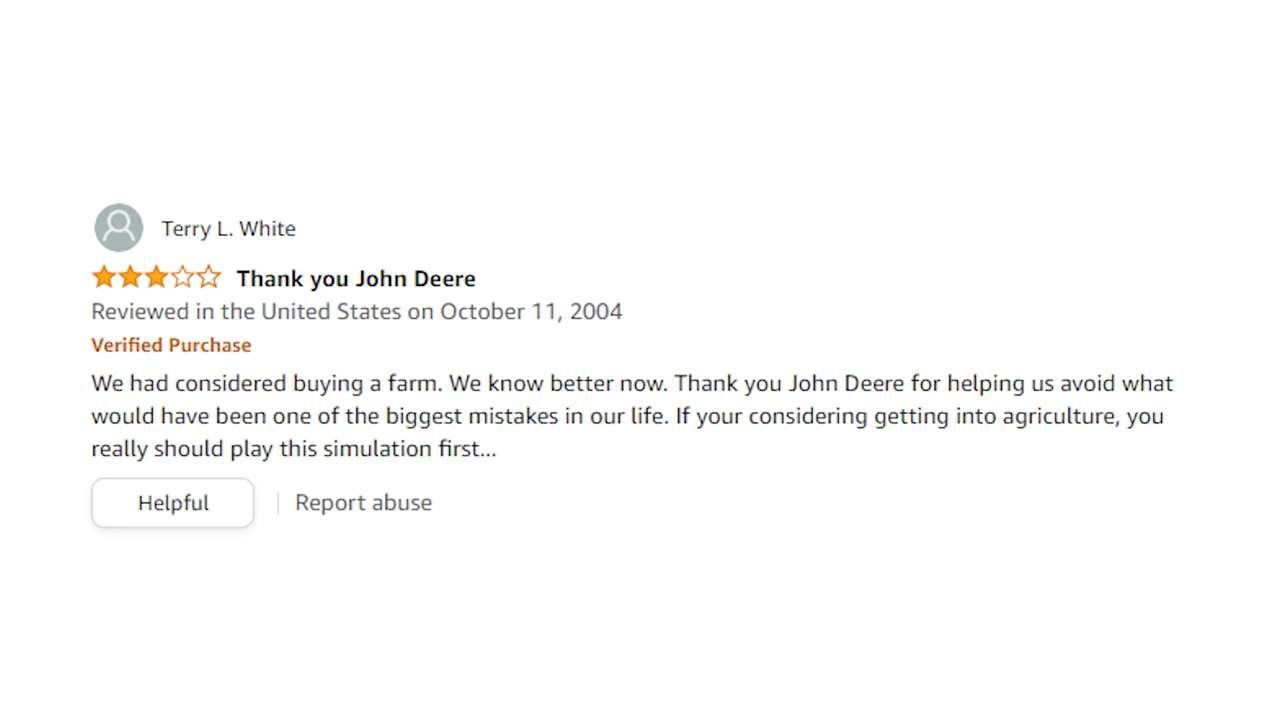 Terry L. White
Thank you John Deere
Reviewed in the United States on October 11, 2004
Verified Purchase
We had considered buying a farm. We know better now. Thank you John Deere for helping us avoid what
would have been one of the biggest mistakes in our life. If your considering getting into agriculture, you
really should play this simulation first...
Helpful
Report abuse